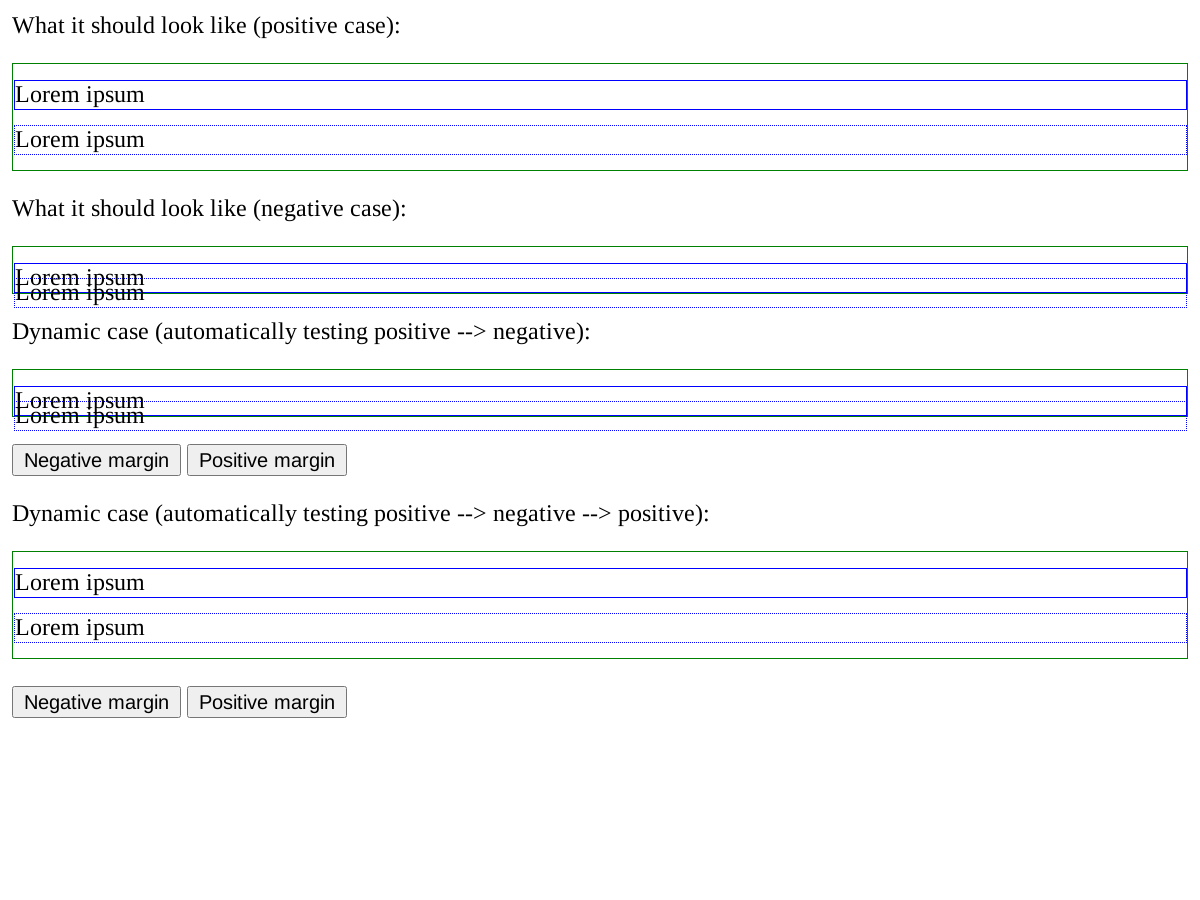 What it should look like (positive case):
Lorem ipsum
Lorem ipsum
What it should look like (negative case):
Lorem ipsum
Lorem ipsum
Dynamic case (automatically testing positive --> negative):
Lorem ipsum
Lorem ipsum
Negative margin Positive margin
Dynamic case (automatically testing positive --> negative --> positive):
Lorem ipsum
Lorem ipsum
Negative margin Positive margin